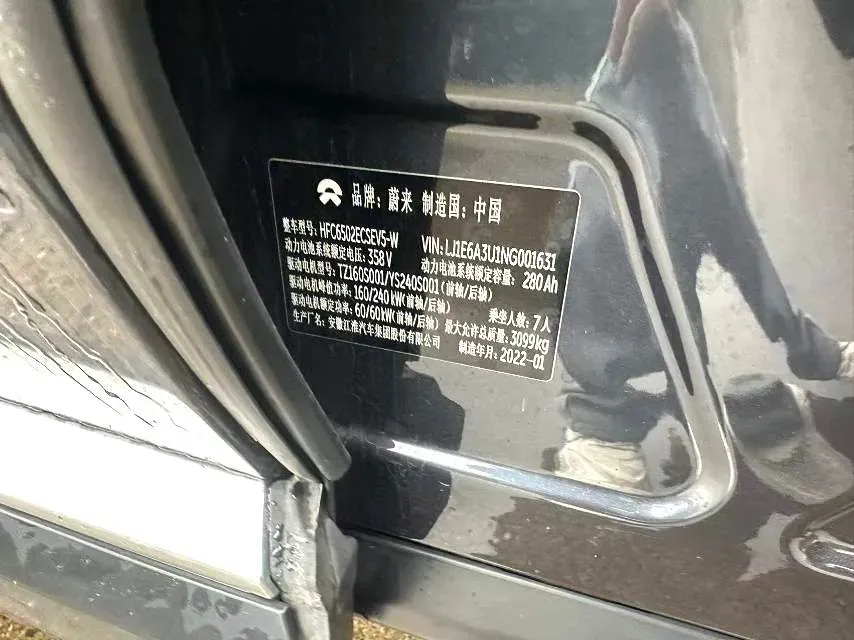 品牌：蔚来 制造国：中国
整车型号：HFC6502ECSEV5-W VIN：LJ1E6A3U1NG001631
动力电池系统额定电压：358V 动力电池系统额定容量：280Ah
驱动电机型号：TZ160S001/YS240S001(前轴/后轴)
驱动电机峰值功率：160/240kW(前轴/后轴) 乘坐人数：7人
驱动电机额定功率：60/60kW(前轴/后轴) 最大允许总质量：3099kg
生产厂名：安徽江淮汽车集团股份有限公司 制造年月：2022-01